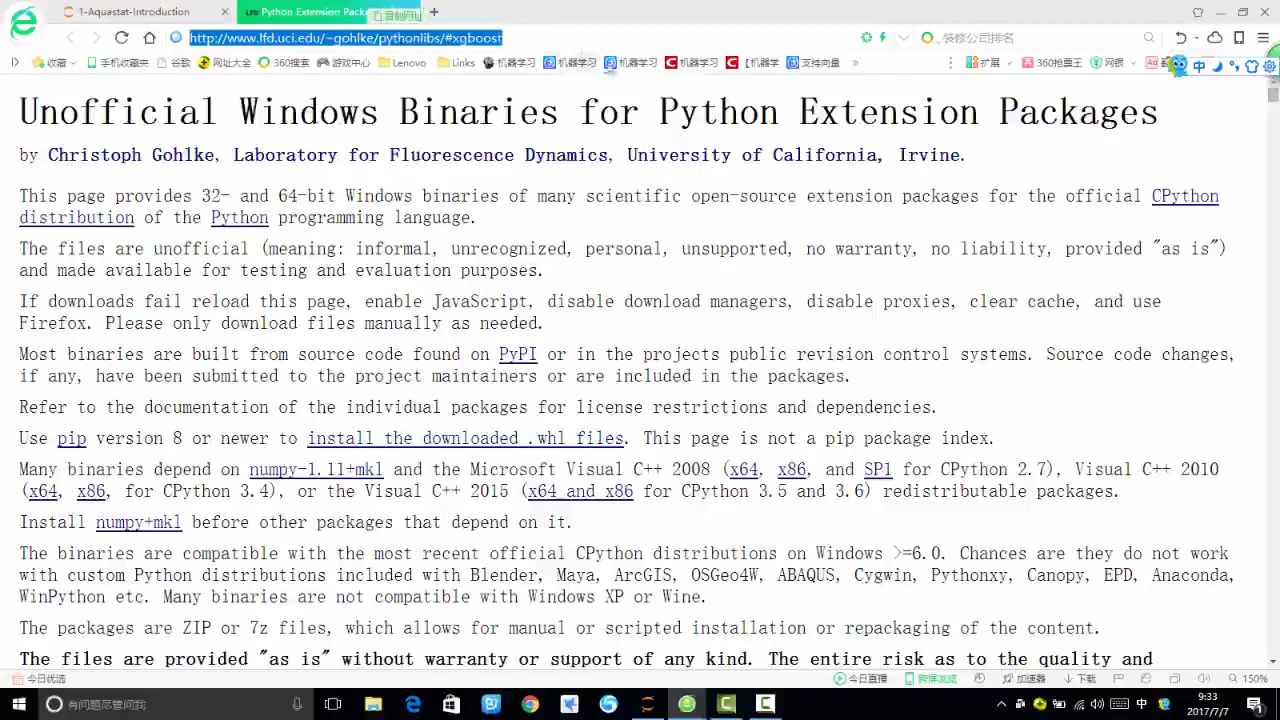 1-Aquastat-Introduction
LFD Python Extension Pack
http://www.lfd.uci.edu/~gohlke/pythonlibs/#xgboost
装修公司排名
收藏 手机收藏夹 谷歌 网址大全 360搜索 游戏中心 Lenovo Links 机器学习 机器学习 机器学习 机器学习 【机器学 支持向量 » 扩展 360抢票王 网银
中
Unofficial Windows Binaries for Python Extension Packages
by Christoph Gohlke, Laboratory for Fluorescence Dynamics, University of California, Irvine.
This page provides 32- and 64-bit Windows binaries of many scientific open-source extension packages for the official CPython
distribution of the Python programming language.
The files are unofficial (meaning: informal, unrecognized, personal, unsupported, no warranty, no liability, provided "as is")
and made available for testing and evaluation purposes.
If downloads fail reload this page, enable JavaScript, disable download managers, disable proxies, clear cache, and use
Firefox. Please only download files manually as needed.
Most binaries are built from source code found on PyPI or in the projects public revision control systems. Source code changes,
if any, have been submitted to the project maintainers or are included in the packages.
Refer to the documentation of the individual packages for license restrictions and dependencies.
Use pip version 8 or newer to install the downloaded .whl files. This page is not a pip package index.
Many binaries depend on numpy-1.11+mkl and the Microsoft Visual C++ 2008 (x64, x86, and SP1 for CPython 2.7), Visual C++ 2010
(x64, x86, for CPython 3.4), or the Visual C++ 2015 (x64 and x86 for CPython 3.5 and 3.6) redistributable packages.
Install numpy+mkl before other packages that depend on it.
The binaries are compatible with the most recent official CPython distributions on Windows >=6.0. Chances are they do not work
with custom Python distributions included with Blender, Maya, ArcGIS, OSGeo4W, ABAQUS, Cygwin, Pythonxy, Canopy, EPD, Anaconda,
WinPython etc. Many binaries are not compatible with Windows XP or Wine.
The packages are ZIP or 7z files, which allows for manual or scripted installation or repackaging of the content.
The files are provided "as is" without warranty or support of any kind. The entire risk as to the quality and
今日优选 今日直播 跨屏浏览 加速器 下载 150%
有问题尽管问我 中 9:33
2017/7/7